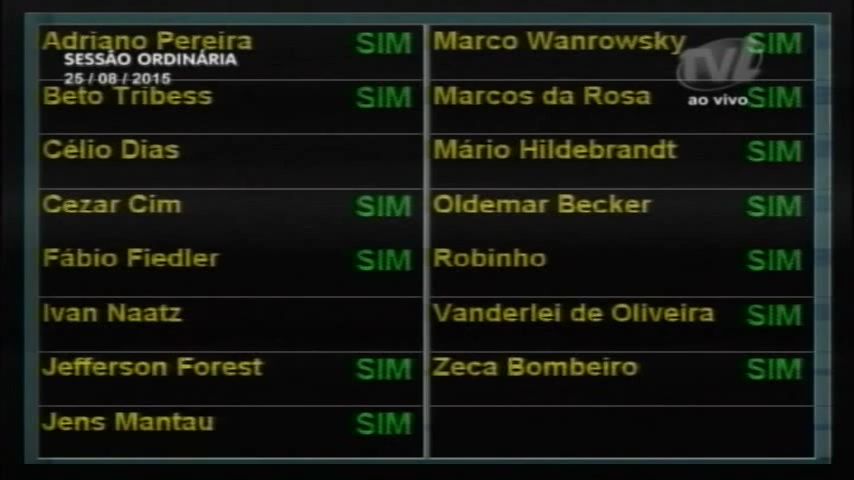 Adriano Pereira SIM
SESSÃO ORDINÁRIA
25 / 08 / 2015
Beto Tribess SIM
Célio Dias
Cezar Cim SIM
Fábio Fiedler SIM
Ivan Naatz
Jefferson Forest SIM
Jens Mantau SIM
Marco Wanrowsky SIM
TVL
ao vivo
Marcos da Rosa SIM
Mário Hildebrandt SIM
Oldemar Becker SIM
Robinho SIM
Vanderlei de Oliveira SIM
Zeca Bombeiro SIM